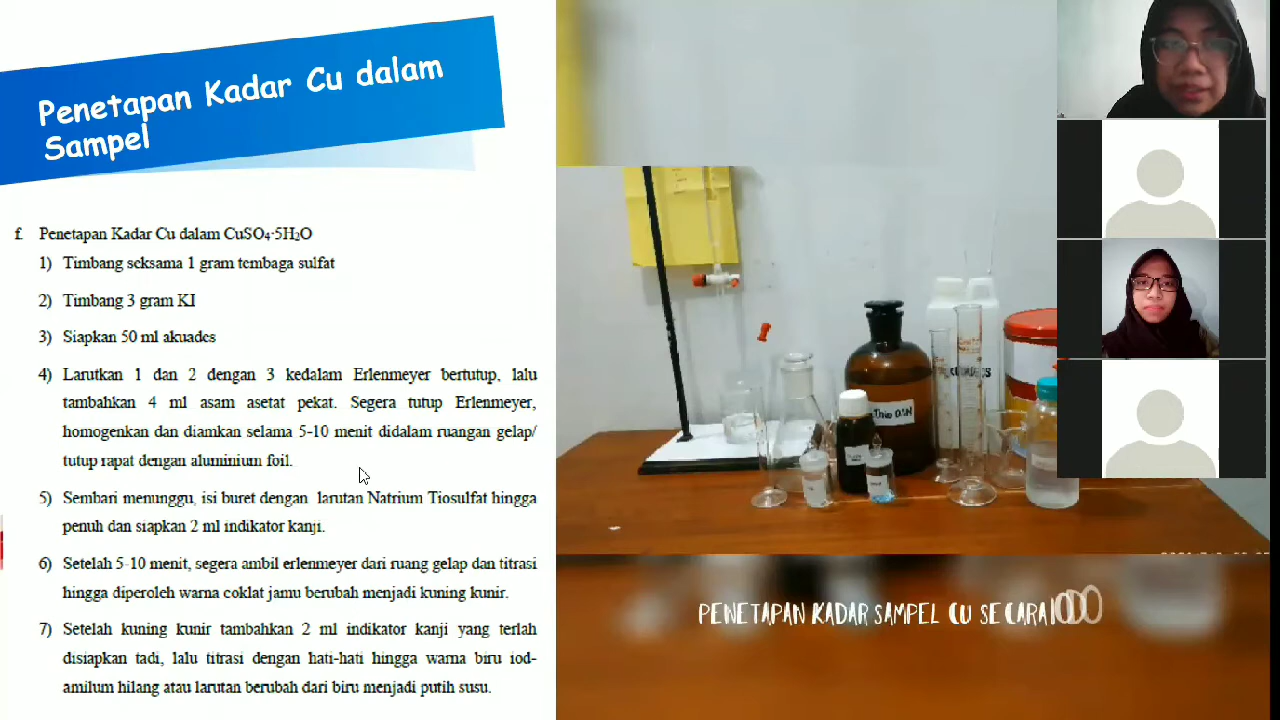 Penetapan Kadar Cu dalam
Sampel
f. Penetapan Kadar Cu dalam CuSO4·5H2O
1) Timbang seksama 1 gram tembaga sulfat
2) Timbang 3 gram KI
3) Siapkan 50 ml akuades
4) Larutkan 1 dan 2 dengan 3 kedalam Erlenmeyer bertutup, lalu
tambahkan 4 ml asam asetat pekat. Segera tutup Erlenmeyer,
homogenkan dan diamkan selama 5-10 menit didalam ruangan gelap/
tutup rapat dengan aluminium foil.
5) Sembari menunggu, isi buret dengan larutan Natrium Tiosulfat hingga
penuh dan siapkan 2 ml indikator kanji.
6) Setelah 5-10 menit, segera ambil erlenmeyer dari ruang gelap dan titrasi
hingga diperoleh warna coklat jamu berubah menjadi kuning kunir.
7) Setelah kuning kunir tambahkan 2 ml indikator kanji yang terlah
disiapkan tadi, lalu titrasi dengan hati-hati hingga warna biru iod-
amilum hilang atau larutan berubah dari biru menjadi putih susu.
PENETAPAN KADAR SAMPEL CU SECARA